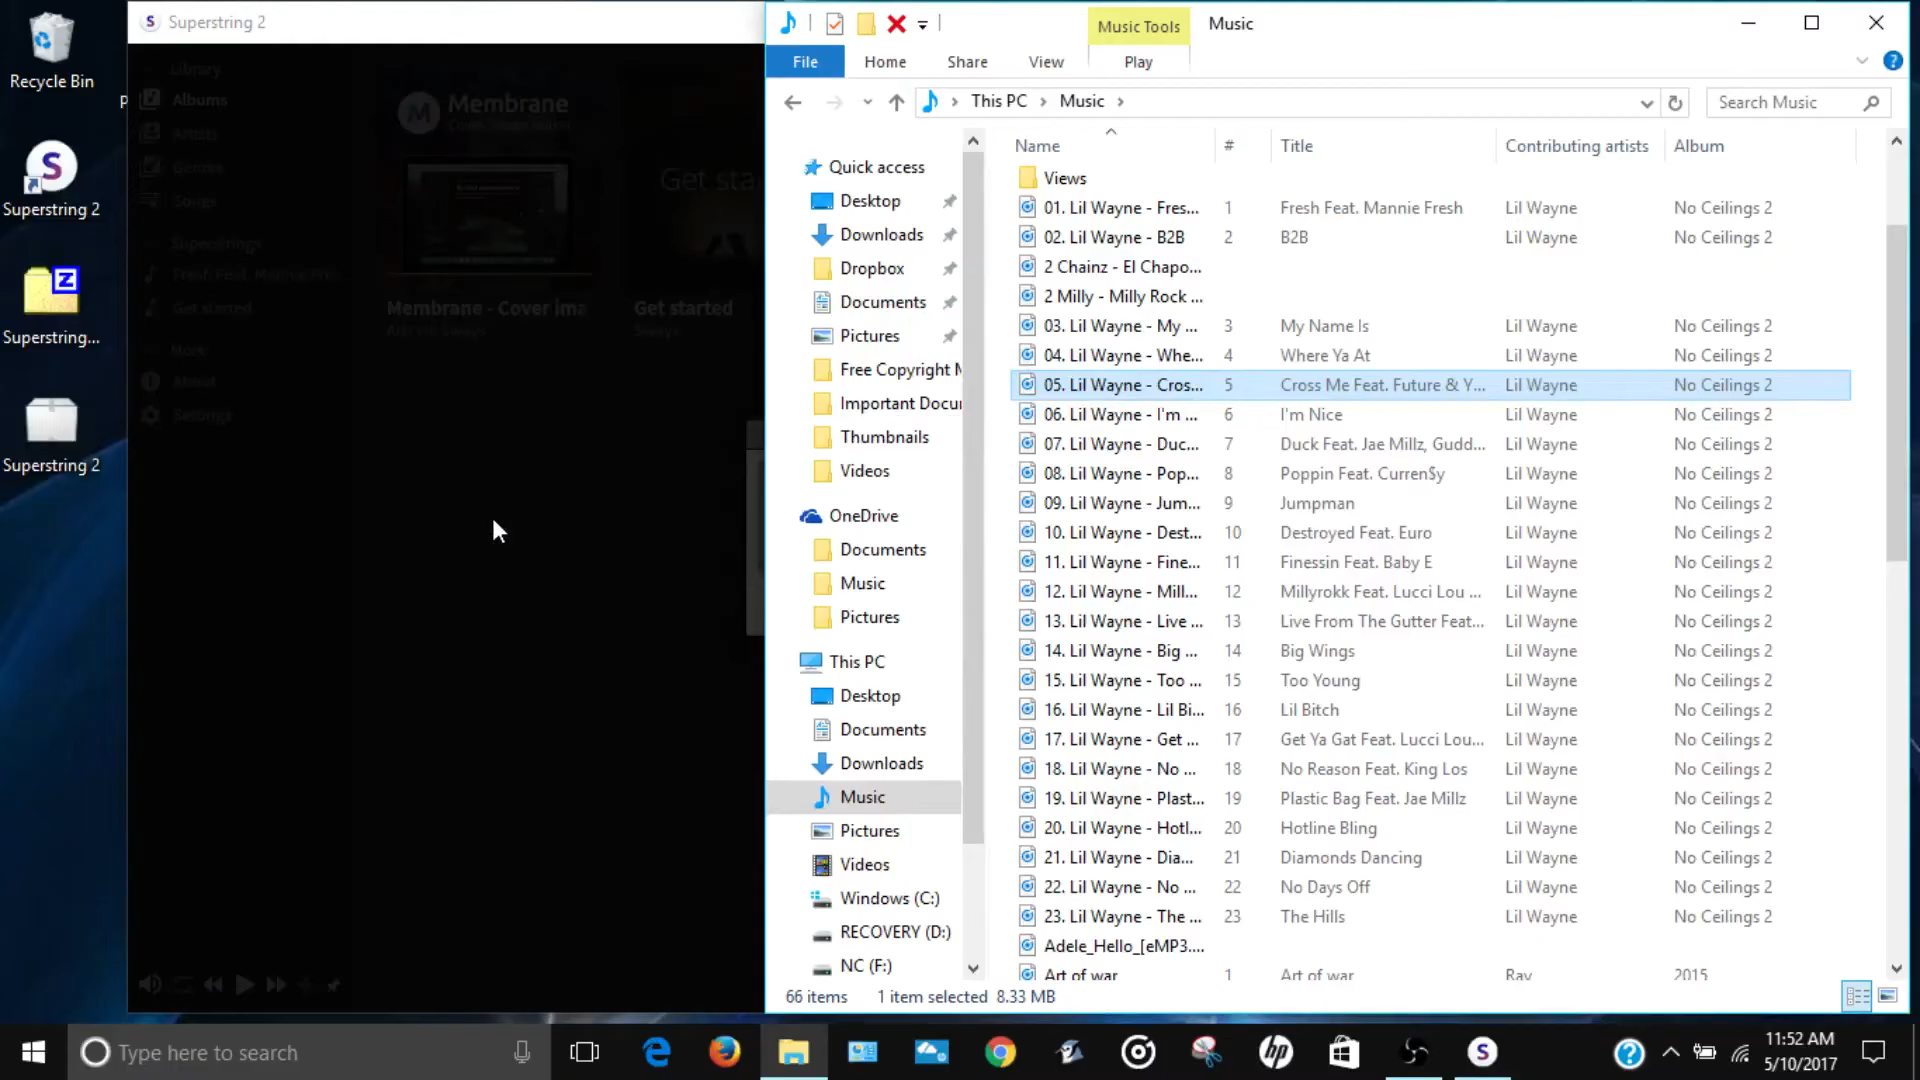 Recycle Bin
Superstring 2
Superstring...
Superstring 2
Superstring 2
Library
Albums
Artists
Genres
Songs
Superstrings
Fresh Feat. Mannie Fre
Get started
More
About
Settings
Membrane
Get sta
Membrane - Cover ima
Get started
Music Tools
Music
File
Home
Share
View
Play
This PC
Music
Search Music
Quick access
Desktop
Downloads
Dropbox
Documents
Pictures
Free Copyright
Important Docu
Thumbnails
Videos
OneDrive
Documents
Music
Pictures
This PC
Desktop
Documents
Downloads
Music
Pictures
Videos
Windows (C:)
RECOVERY (D:)
NC (F:)
Name # Title Contributing artists Album
Views
01. Lil Wayne - Fres... 1 Fresh Feat. Mannie Fresh Lil Wayne No Ceilings 2
02. Lil Wayne - B2B 2 B2B Lil Wayne No Ceilings 2
2 Chainz - El Chapo...
2 Milly - Milly Rock ...
03. Lil Wayne - My ... 3 My Name Is Lil Wayne No Ceilings 2
04. Lil Wayne - Whe... 4 Where Ya At Lil Wayne No Ceilings 2
05. Lil Wayne - Cros... 5 Cross Me Feat. Future & Y... Lil Wayne No Ceilings 2
06. Lil Wayne - I'm ... 6 I'm Nice Lil Wayne No Ceilings 2
07. Lil Wayne - Duc... 7 Duck Feat. Jae Millz, Gudd... Lil Wayne No Ceilings 2
08. Lil Wayne - Pop... 8 Poppin Feat. Curren$y Lil Wayne No Ceilings 2
09. Lil Wayne - Jum... 9 Jumpman Lil Wayne No Ceilings 2
10. Lil Wayne - Dest... 10 Destroyed Feat. Euro Lil Wayne No Ceilings 2
11. Lil Wayne - Fine... 11 Finessin Feat. Baby E Lil Wayne No Ceilings 2
12. Lil Wayne - Mill... 12 Millyrokk Feat. Lucci Lou ... Lil Wayne No Ceilings 2
13. Lil Wayne - Live ... 13 Live From The Gutter Feat... Lil Wayne No Ceilings 2
14. Lil Wayne - Big ... 14 Big Wings Lil Wayne No Ceilings 2
15. Lil Wayne - Too ... 15 Too Young Lil Wayne No Ceilings 2
16. Lil Wayne - Lil Bi... 16 Lil Bitch Lil Wayne No Ceilings 2
17. Lil Wayne - Get ... 17 Get Ya Gat Feat. Lucci Lou... Lil Wayne No Ceilings 2
18. Lil Wayne - No ... 18 No Reason Feat. King Los Lil Wayne No Ceilings 2
19. Lil Wayne - Plast... 19 Plastic Bag Feat. Jae Millz Lil Wayne No Ceilings 2
20. Lil Wayne - Hotl... 20 Hotline Bling Lil Wayne No Ceilings 2
21. Lil Wayne - Dia... 21 Diamonds Dancing Lil Wayne No Ceilings 2
22. Lil Wayne - No ... 22 No Days Off Lil Wayne No Ceilings 2
23. Lil Wayne - The ... 23 The Hills Lil Wayne No Ceilings 2
Adele_Hello_[eMP3....
Art of war 1 Art of war Ray 2015
66 items 1 item selected 8.33 MB
Type here to search
11:52 AM
5/10/2017